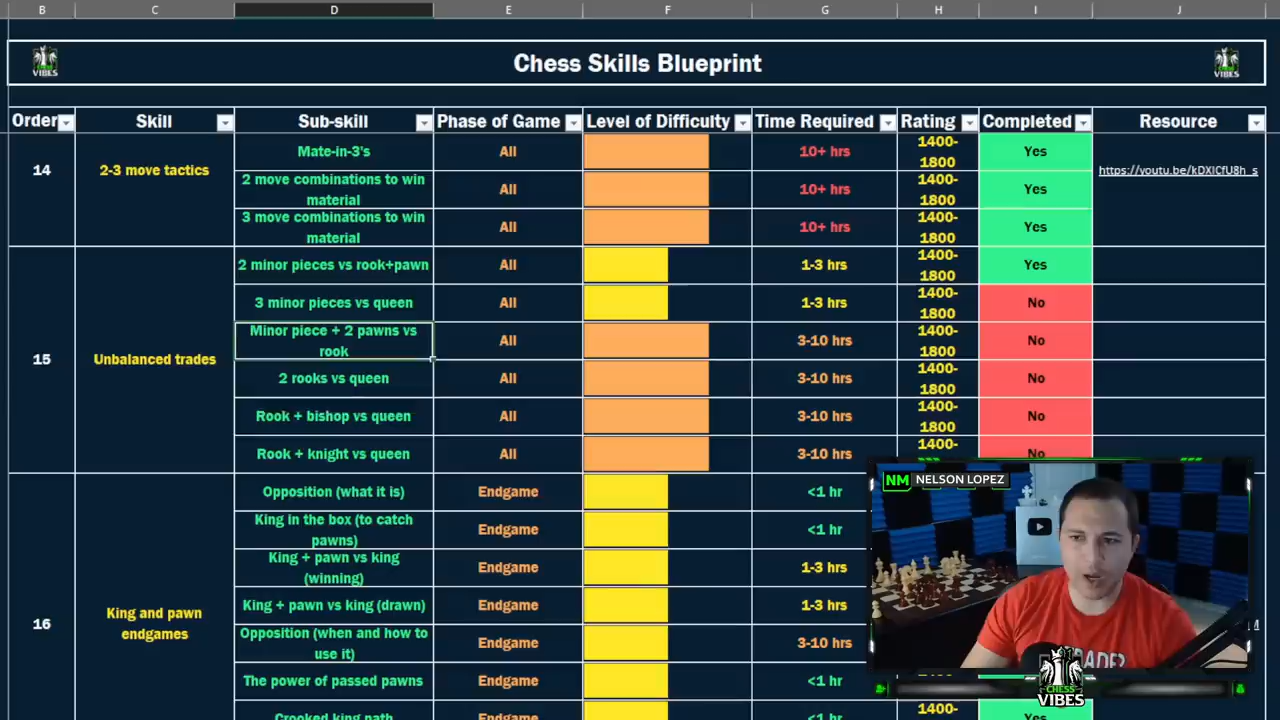 B C D E F G H I J
VIBES Chess Skills Blueprint VIBES
Order Skill Sub-skill Phase of Game Level of Difficulty Time Required Rating Completed Resource
14
2-3 move tactics
Mate-in-3's All 10+ hrs 1400-
1800 Yes
https://youtu.be/kDXlCfU8h_s
2 move combinations to win
material All 10+ hrs 1400-
1800 Yes
3 move combinations to win
material All 10+ hrs 1400-
1800 Yes
15
Unbalanced trades
2 minor pieces vs rook+pawn All 1-3 hrs 1400-
1800 Yes
3 minor pieces vs queen All 1-3 hrs 1400-
1800 No
Minor piece + 2 pawns vs
rook All 3-10 hrs 1400-
1800 No
2 rooks vs queen All 3-10 hrs 1400-
1800 No
Rook + bishop vs queen All 3-10 hrs 1400-
1800 No
Rook + knight vs queen All 3-10 hrs 1400-
No
16
King and pawn
endgames
Opposition (what it is) Endgame <1 hr
King in the box (to catch
pawns) Endgame <1 hr
King + pawn vs king
(winning) Endgame 1-3 hrs
King + pawn vs king (drawn) Endgame 1-3 hrs
Opposition (when and how to
use it) Endgame 3-10 hrs
The power of passed pawns Endgame <1 hr
Crooked king path Endgame <1 hr 1400-
Yes
NM NELSON LOPEZ
CHESS
VIBES